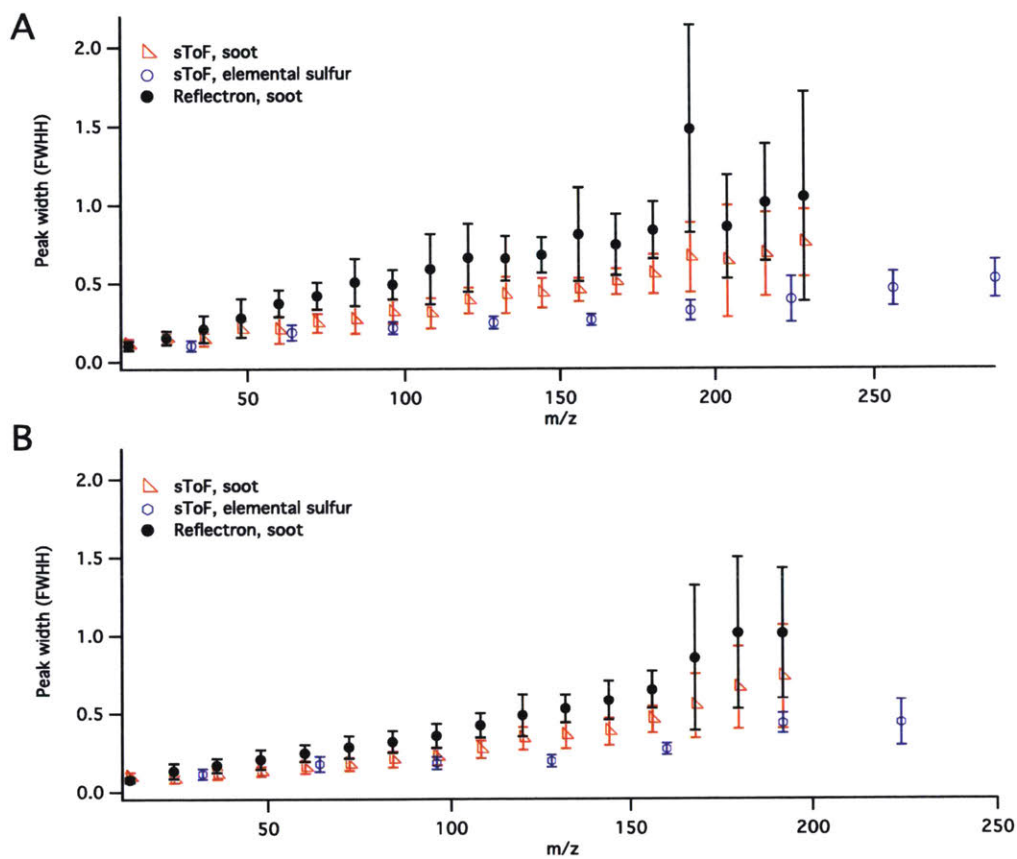 A
2.0
1.5
1.0
0.5
0.0
Peak width (FWHH)
sToF, soot
sToF, elemental sulfur
Reflectron, soot
50
100
150
200
250
m/z
B
2.0
1.5
1.0
0.5
0.0
Peak width (FWHH)
sToF, soot
sToF, elemental sulfur
Reflectron, soot
50
100
150
200
250
m/z